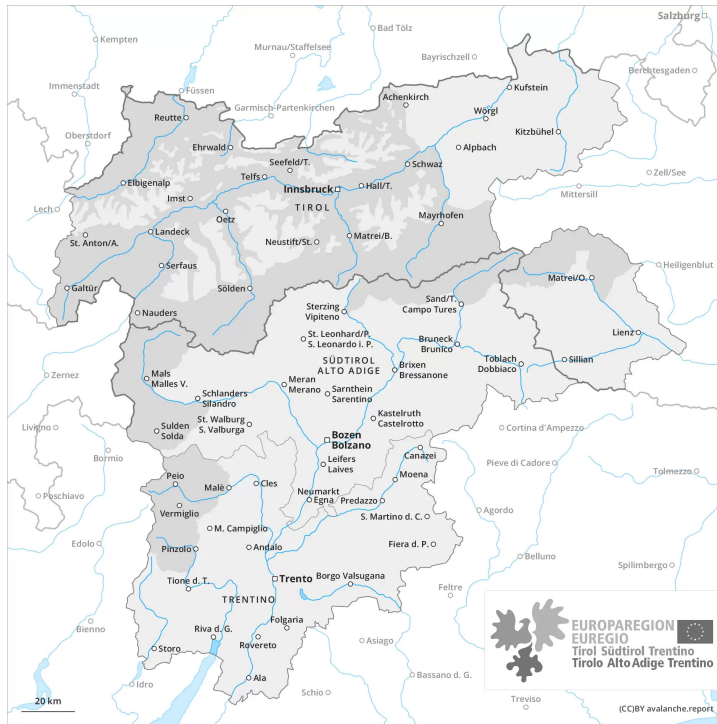 Salzburg
Kempten
Bad Tölz
Murnau/Staffelsee
Bayrischzell
Berchtesgaden
Immenstadt
Füssen
Garmisch-Partenkirchen
Achenkirch
Kufstein
Reutte
Wörgl
Oberstdorf
Kitzbühel
Ehrwald
Alpbach
Seefeld/T.
Schwaz
Telfs
Zell/See
Elbigenalp
Innsbruck
Hall/T.
Mittersill
Imst
TIROL
Lech
Oetz
Mayrhofen
Landeck
St. Anton/A.
Neustift/St.
Matrei/B.
Serfaus
Heiligenblut
Matrei/O.
Galtür
Sölden
Sand/T.
Campo Tures
Nauders
Sterzing
Vipiteno
Lienz
St. Leonhard/P.
S. Leonardo i. P.
Bruneck
Brunico
SÜDTIROL
ALTO ADIGE
Toblach
Dobbiaco
Sillian
Zernez
Mals
Malles V.
Brixen
Bressanone
Meran
Merano
Sarnthein
Sarentino
Schlanders
Silandro
Livigno
St. Walburg
S. Valburga
Kastelruth
Castelrotto
Sulden
Solda
Cortina d'Ampezzo
Bozen
Bolzano
Bormio
Canazei
Leifers
Laives
Pieve di Cadore
Tolmezzo
Peio
Moena
Poschiavo
Malè
Cles
Neumarkt
Egna
Predazzo
Vermiglio
Agordo
S. Martino d. C.
M. Campiglio
Edolo
Pinzolo
Andalo
Fiera d. P.
Belluno
Spilimbergo
Tione d. T.
Trento
Borgo Valsugana
Feltre
TRENTINO
Bienno
Folgaria
Riva d. G.
Storo
Rovereto
Asiago
EUROPAREGION
EUREGIO
Tirol Südtirol Trentino
Tirolo Alto Adige Trentino
Ala
Bassano d. G.
Idro
Schio
Treviso
20 km
(CC)BY avalanche.report